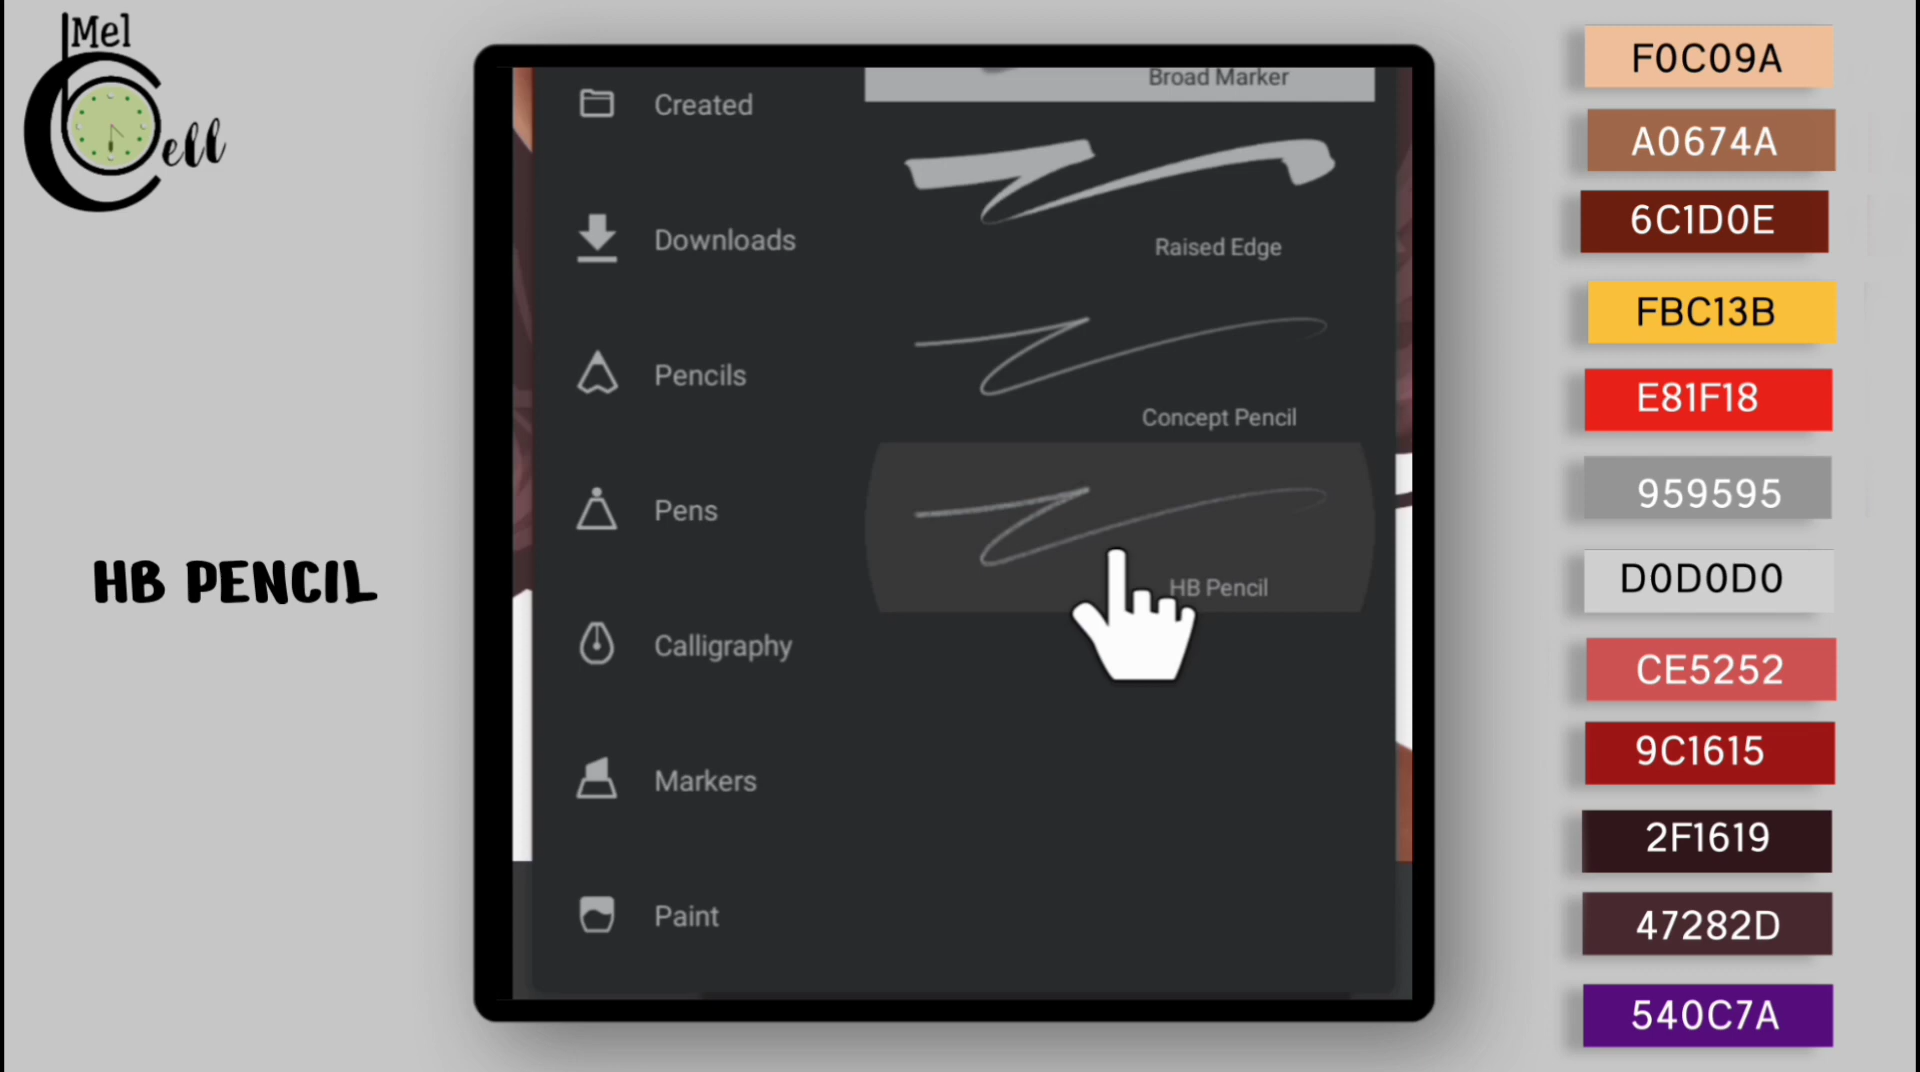 Mel
Cell
HB PENCIL
Created
Downloads
Pencils
Pens
Calligraphy
Markers
Paint
Broad Marker
Raised Edge
Concept Pencil
HB Pencil
F0C09A
A0674A
6C1D0E
FBC13B
E81F18
959595
D0D0D0
CE5252
9C1615
2F1619
47282D
540C7A